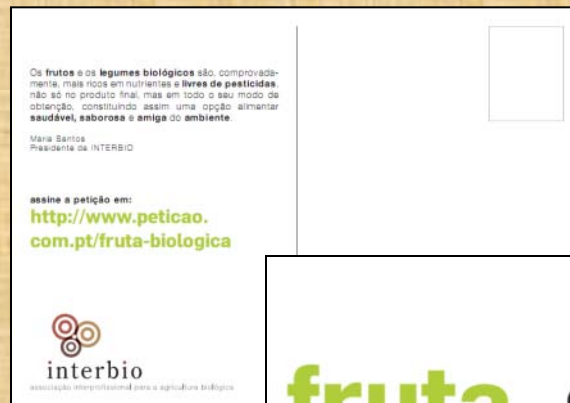 Os frutos e os legumes biológicos são, comprovada-
mente, mais ricos em nutrientes e livres de pesticidas,
não só no produto final, mas em todo o seu modo de
obtenção, constituindo assim uma opção alimentar
saudável, saborosa e amiga do ambiente.
Maria Santos
Presidente da INTERBIO
assine a petição em:
http://www.peticao.
com.pt/fruta-biologica
interbio
associação interprofissional para a agricultura biológica
fruta